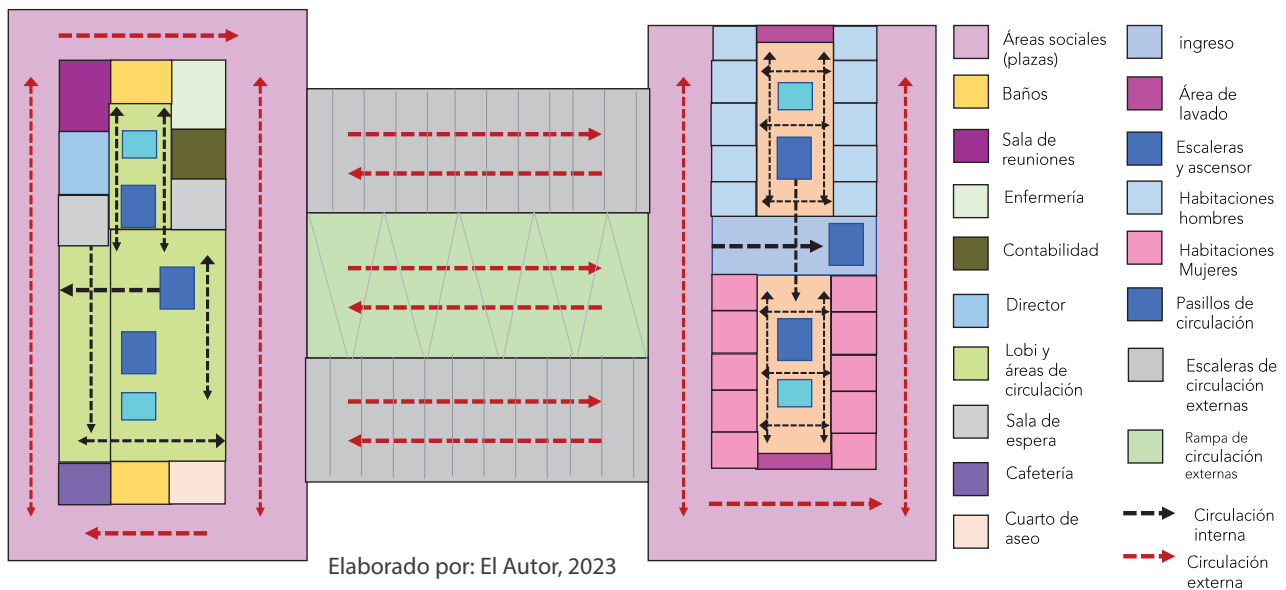 Áreas sociales
(plazas)
Baños
Sala de
reuniones
Enfermería
Contabilidad
Director
Lobi y
áreas de
circulación
Sala de
espera
Cafetería
Cuarto de
aseo
ingreso
Área de
lavado
Escaleras
y ascensor
Habitaciones
hombres
Habitaciones
Mujeres
Pasillos de
circulación
Escaleras de
circulación
externas
Rampa de
circulación
externas
Circulación
interna
Circulación
externa
Elaborado por: El Autor, 2023